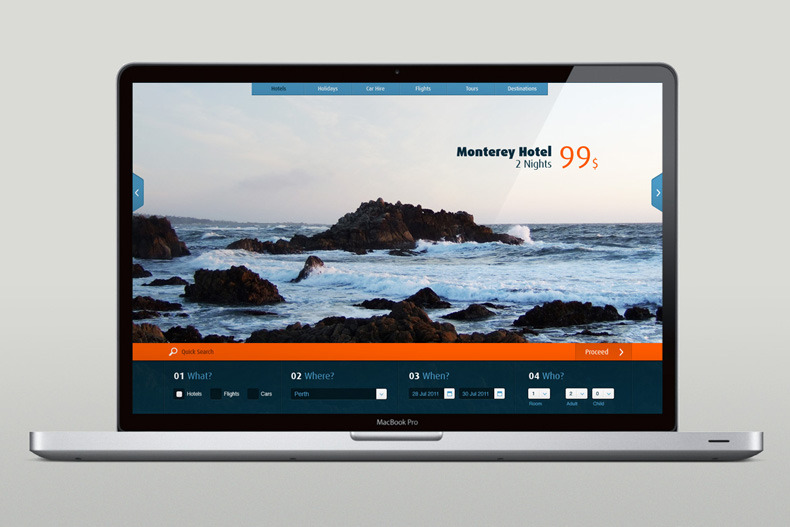 Hotels Holidays Car Hire Flights Tours Destinations
Monterey Hotel 99$
2 Nights
Quick Search Proceed
01 What? 02 Where? 03 When? 04 Who?
Hotels Flights Cars Perth 28 Jul 2011 30 Jul 2011 1 2 0
Room Adult Child
MacBook Pro